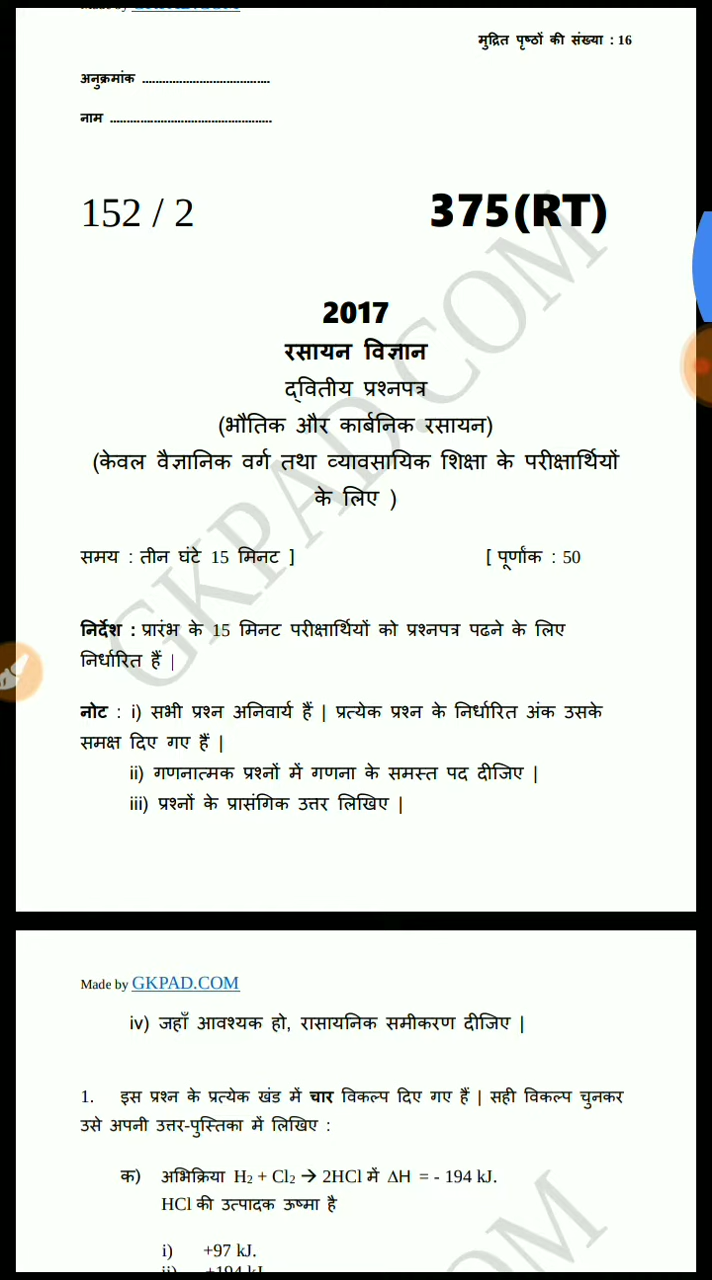 मुद्रित पृष्ठों की संख्या : 16
अनुक्रमांक ......................................
नाम ................................................
152 / 2 375(RT)
2017
रसायन विज्ञान
द्वितीय प्रश्नपत्र
(भौतिक और कार्बनिक रसायन)
(केवल वैज्ञानिक वर्ग तथा व्यावसायिक शिक्षा के परीक्षार्थियों
के लिए )
समय : तीन घंटे 15 मिनट ] [ पूर्णांक : 50
निर्देश : प्रारंभ के 15 मिनट परीक्षार्थियों को प्रश्नपत्र पढने के लिए
निर्धारित हैं |
नोट : i) सभी प्रश्न अनिवार्य हैं | प्रत्येक प्रश्न के निर्धारित अंक उसके
समक्ष दिए गए हैं |
ii) गणनात्मक प्रश्नों में गणना के समस्त पद दीजिए |
iii) प्रश्नों के प्रासंगिक उत्तर लिखिए |
GKPAD.COM
Made by GKPAD.COM
iv) जहाँ आवश्यक हो, रासायनिक समीकरण दीजिए |
1. इस प्रश्न के प्रत्येक खंड में चार विकल्प दिए गए हैं | सही विकल्प चुनकर
उसे अपनी उत्तर-पुस्तिका में लिखिए :
क) अभिक्रिया H₂ + Cl₂ → 2HCl में ΔH = - 194 kJ.
HCl की उत्पादक ऊष्मा है
i) +97 kJ.